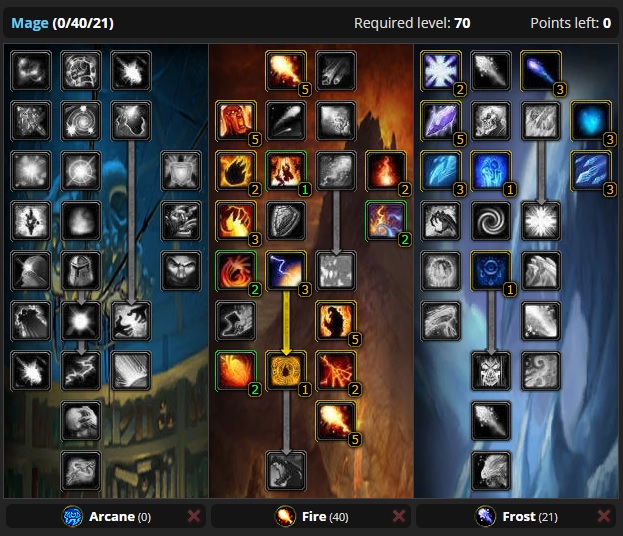 Mage (0/40/21) Required level: 70 Points left: 0
5 2 3
5 5 3
2 1 2 3 1 3
3 2
2 3 1
5
2 1 2
5
Arcane (0) Fire (40) Frost (21)